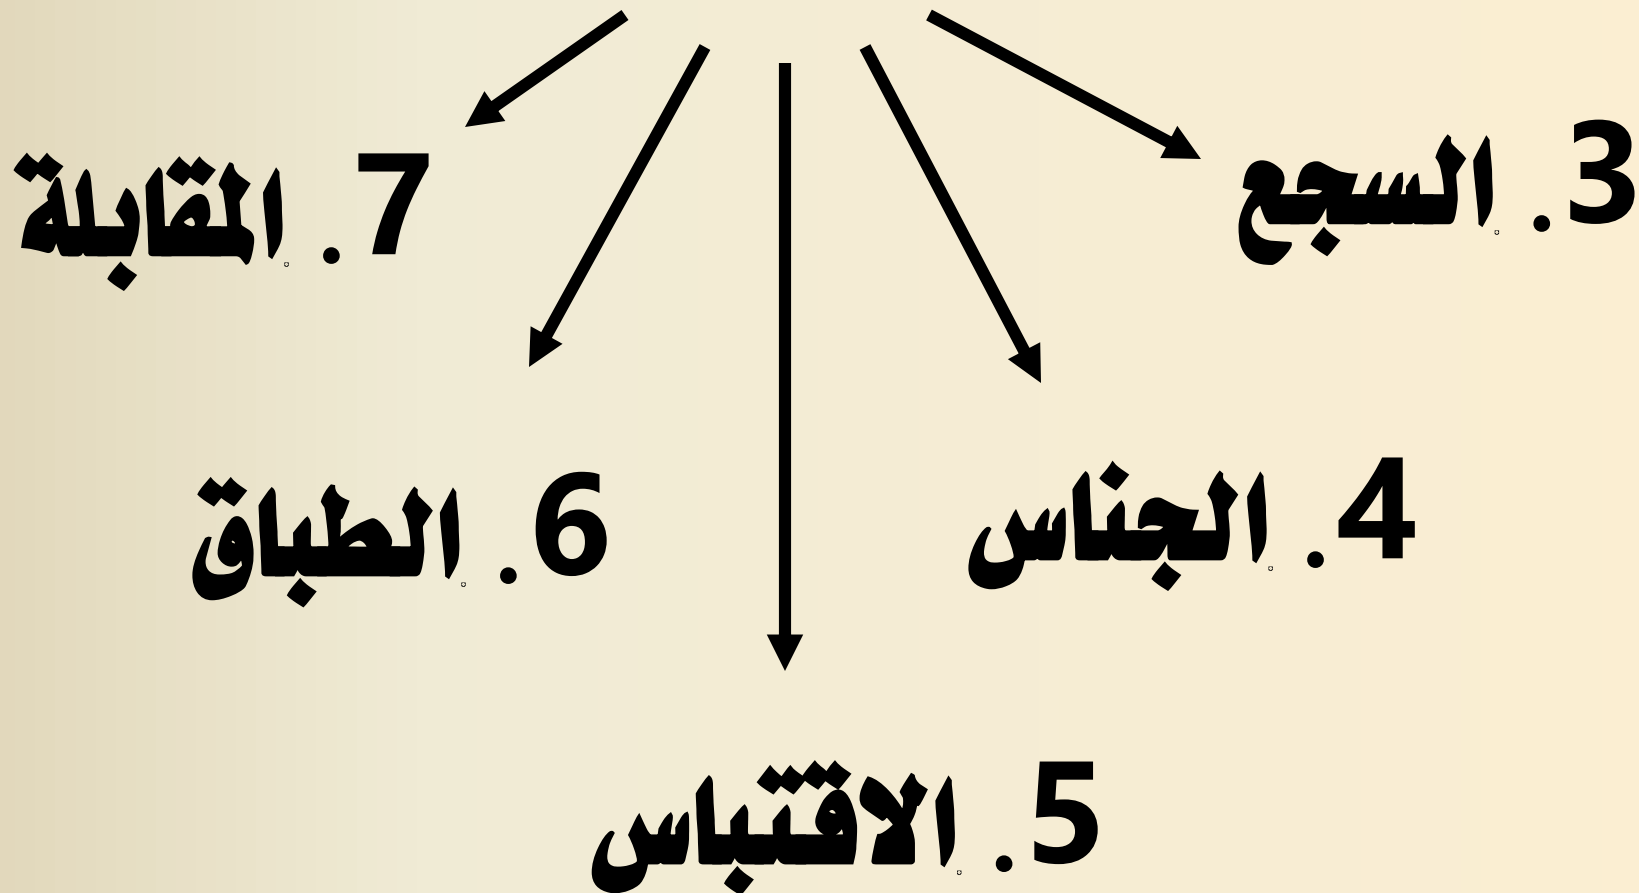 3. السجع
7. المقابلة
4. الجناس
6. الطباق
5. الاقتباس